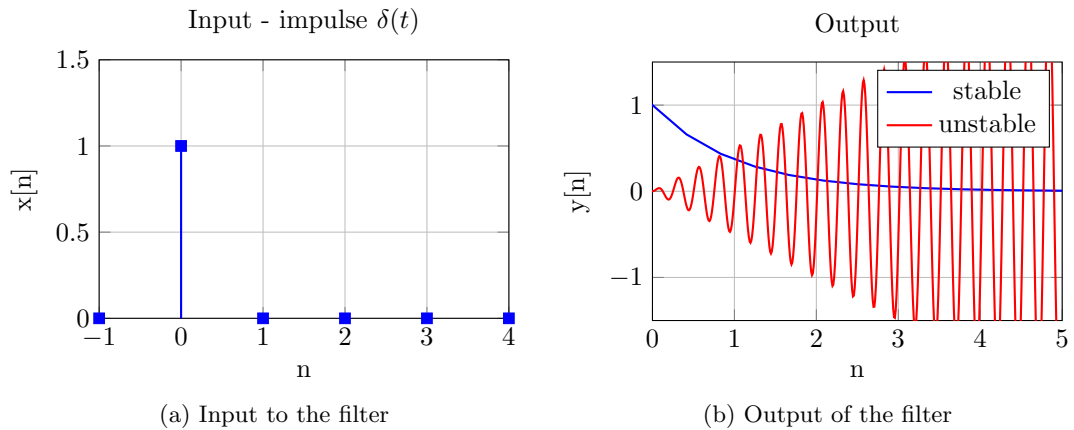 Input - impulse δ(t)
x[n]
1.5
1
0.5
0
−1 0 1 2 3 4
n
(a) Input to the filter
Output
y[n]
1
0
−1
stable
unstable
0 1 2 3 4 5
n
(b) Output of the filter